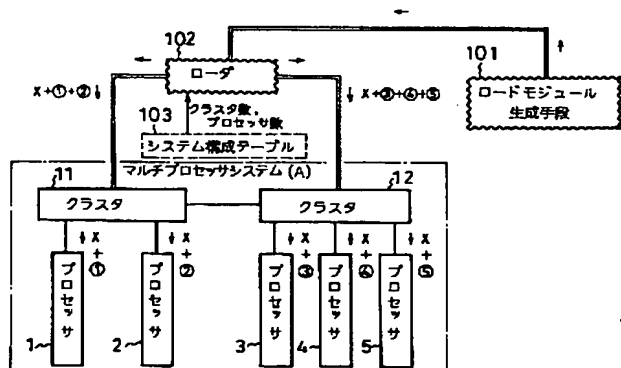 102
ローダ
101
ロードモジュール
生成手段
X+①+②
X+③+④+⑤
クラスタ数,
プロセッサ数
103
システム構成テーブル
マルチプロセッサシステム (A)
11
クラスタ
12
クラスタ
X
+
①
X
+
②
X
+
③
X
+
④
X
+
⑤
プロセッサ
プロセッサ
プロセッサ
プロセッサ
プロセッサ
1
2
3
4
5